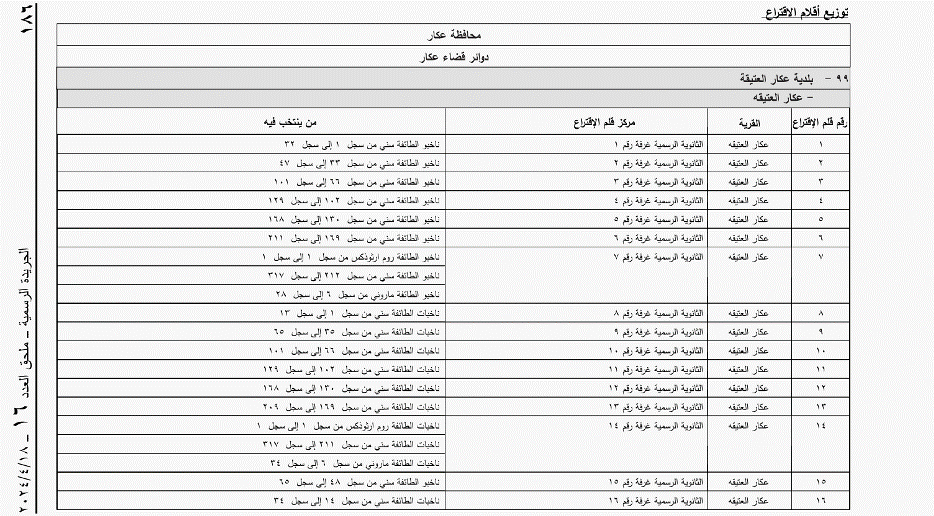 توزيع أقلام الاقتراع
محافظة عكار
دوائر قضاء عكار
٩٩ - بلدية عكار العتيقة
- عكار العتيقه
رقم قلم الإقتراع القرية مركز قلم الإقتراع من ينتخب فيه
١ عكار العتيقه الثانوية الرسمية غرفة رقم ١ ناخبو الطائفة سني من سجل ١ إلى سجل ٣٢
٢ عكار العتيقه الثانوية الرسمية غرفة رقم ٢ ناخبو الطائفة سني من سجل ٣٣ إلى سجل ٤٧
٣ عكار العتيقه الثانوية الرسمية غرفة رقم ٣ ناخبو الطائفة سني من سجل ٦٦ إلى سجل ١٠١
٤ عكار العتيقه الثانوية الرسمية غرفة رقم ٤ ناخبو الطائفة سني من سجل ١٠٢ إلى سجل ١٢٩
٥ عكار العتيقه الثانوية الرسمية غرفة رقم ٥ ناخبو الطائفة سني من سجل ١٣٠ إلى سجل ١٦٨
٦ عكار العتيقه الثانوية الرسمية غرفة رقم ٦ ناخبو الطائفة سني من سجل ١٦٩ إلى سجل ٢١١
٧ عكار العتيقه الثانوية الرسمية غرفة رقم ٧ ناخبو الطائفة روم ارثوذكس من سجل ١ إلى سجل ١
ناخبو الطائفة سني من سجل ٢١٢ إلى سجل ٣١٧
ناخبو الطائفة ماروني من سجل ٦ إلى سجل ٢٨
٨ عكار العتيقه الثانوية الرسمية غرفة رقم ٨ ناخبات الطائفة سني من سجل ١ إلى سجل ١٣
٩ عكار العتيقه الثانوية الرسمية غرفة رقم ٩ ناخبات الطائفة سني من سجل ٣٥ إلى سجل ٦٥
١٠ عكار العتيقه الثانوية الرسمية غرفة رقم ١٠ ناخبات الطائفة سني من سجل ٦٦ إلى سجل ١٠١
١١ عكار العتيقه الثانوية الرسمية غرفة رقم ١١ ناخبات الطائفة سني من سجل ١٠٢ إلى سجل ١٢٩
١٢ عكار العتيقه الثانوية الرسمية غرفة رقم ١٢ ناخبات الطائفة سني من سجل ١٣٠ إلى سجل ١٦٨
١٣ عكار العتيقه الثانوية الرسمية غرفة رقم ١٣ ناخبات الطائفة سني من سجل ١٦٩ إلى سجل ٢٠٩
١٤ عكار العتيقه الثانوية الرسمية غرفة رقم ١٤ ناخبات الطائفة روم ارثوذكس من سجل ١ إلى سجل ١
ناخبات الطائفة سني من سجل ٢١١ إلى سجل ٣١٧
ناخبات الطائفة ماروني من سجل ٦ إلى سجل ٣٤
١٥ عكار العتيقه الثانوية الرسمية غرفة رقم ١٥ ناخبو الطائفة سني من سجل ٤٨ إلى سجل ٦٥
١٦ عكار العتيقه الثانوية الرسمية غرفة رقم ١٦ ناخبات الطائفة سني من سجل ١٤ إلى سجل ٣٤
١٨٦
الجريدة الرسمية – ملحق العدد ١٦ – ٢٠٢٤/٤/١٨